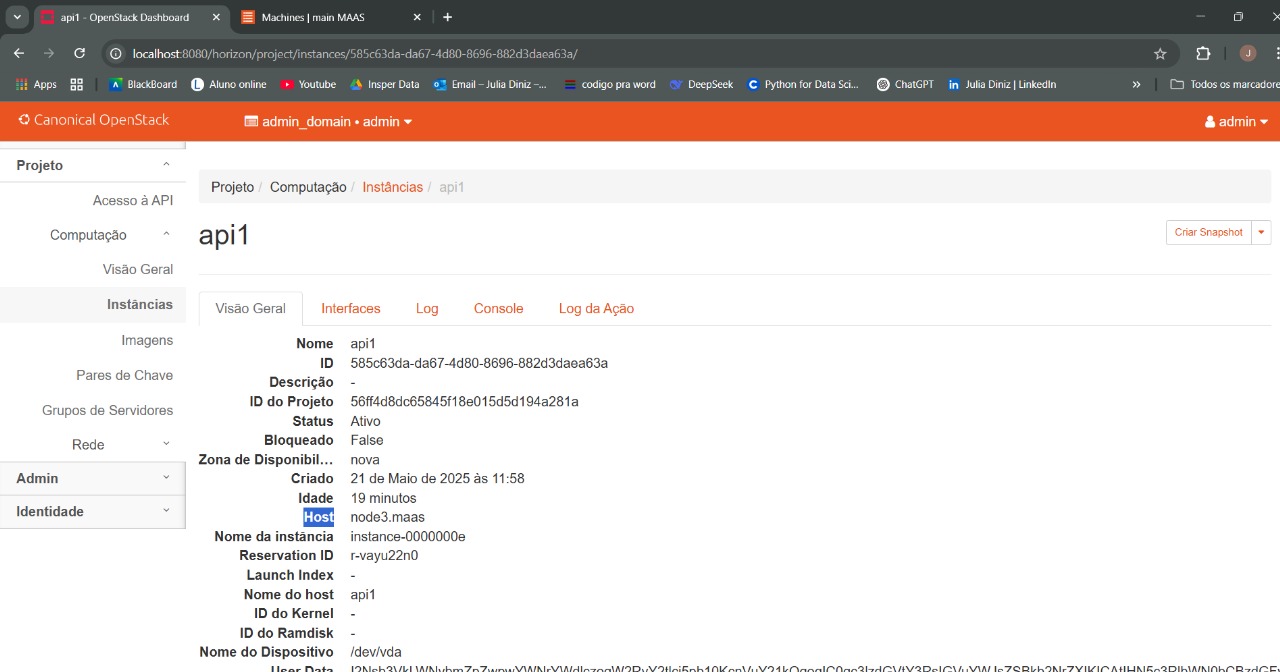 api1 - OpenStack Dashboard
Machines | main MAAS
localhost:8080/horizon/project/instances/585c63da-da67-4d80-8696-882d3daea63a/
J
Apps
BlackBoard
Aluno online
Youtube
Insper Data
Email – Julia Diniz –...
codigo pra word
DeepSeek
Python for Data Sci...
ChatGPT
Julia Diniz | LinkedIn
»
Todos os marcadore
Canonical OpenStack
admin_domain • admin
admin
Projeto
Acesso à API
Computação
Visão Geral
Instâncias
Imagens
Pares de Chave
Grupos de Servidores
Rede
Admin
Identidade
Projeto / Computação / Instâncias / api1
api1
Criar Snapshot
Visão Geral Interfaces Log Console Log da Ação
Nome api1
ID 585c63da-da67-4d80-8696-882d3daea63a
Descrição -
ID do Projeto 56ff4d8dc65845f18e015d5d194a281a
Status Ativo
Bloqueado False
Zona de Disponibil... nova
Criado 21 de Maio de 2025 às 11:58
Idade 19 minutos
Host node3.maas
Nome da instância instance-0000000e
Reservation ID r-vayu22n0
Launch Index -
Nome do host api1
ID do Kernel -
ID do Ramdisk -
Nome do Dispositivo /dev/vda
User Data